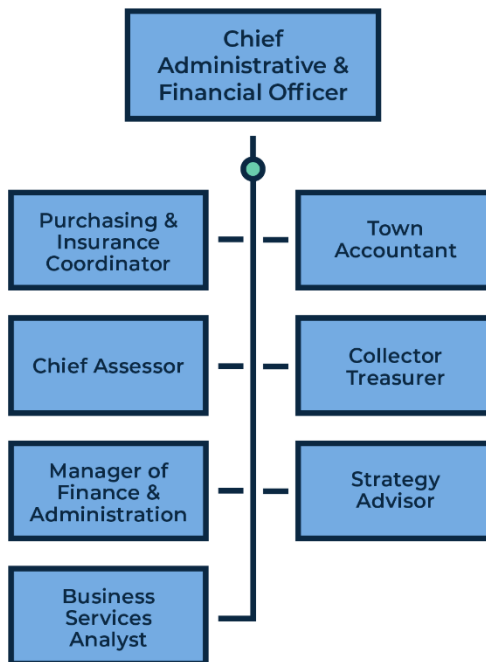 Chief
Administrative &
Financial Officer
Purchasing &
Insurance
Coordinator
Town
Accountant
Chief Assessor
Collector
Treasurer
Manager of
Finance &
Administration
Strategy
Advisor
Business
Services
Analyst